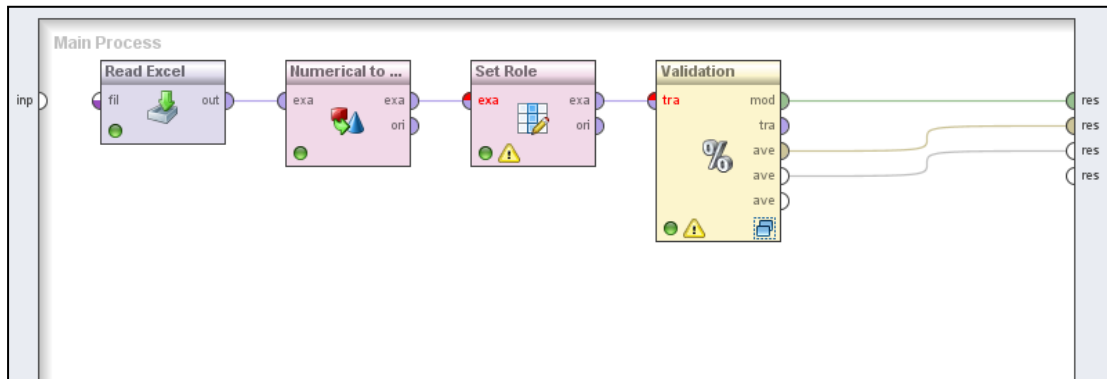 Main Process
Read Excel
Numerical to ...
Set Role
Validation
inp
fil
out
exa
exa
ori
exa
exa
ori
tra
mod
tra
ave
ave
ave
res
res
res
res
%